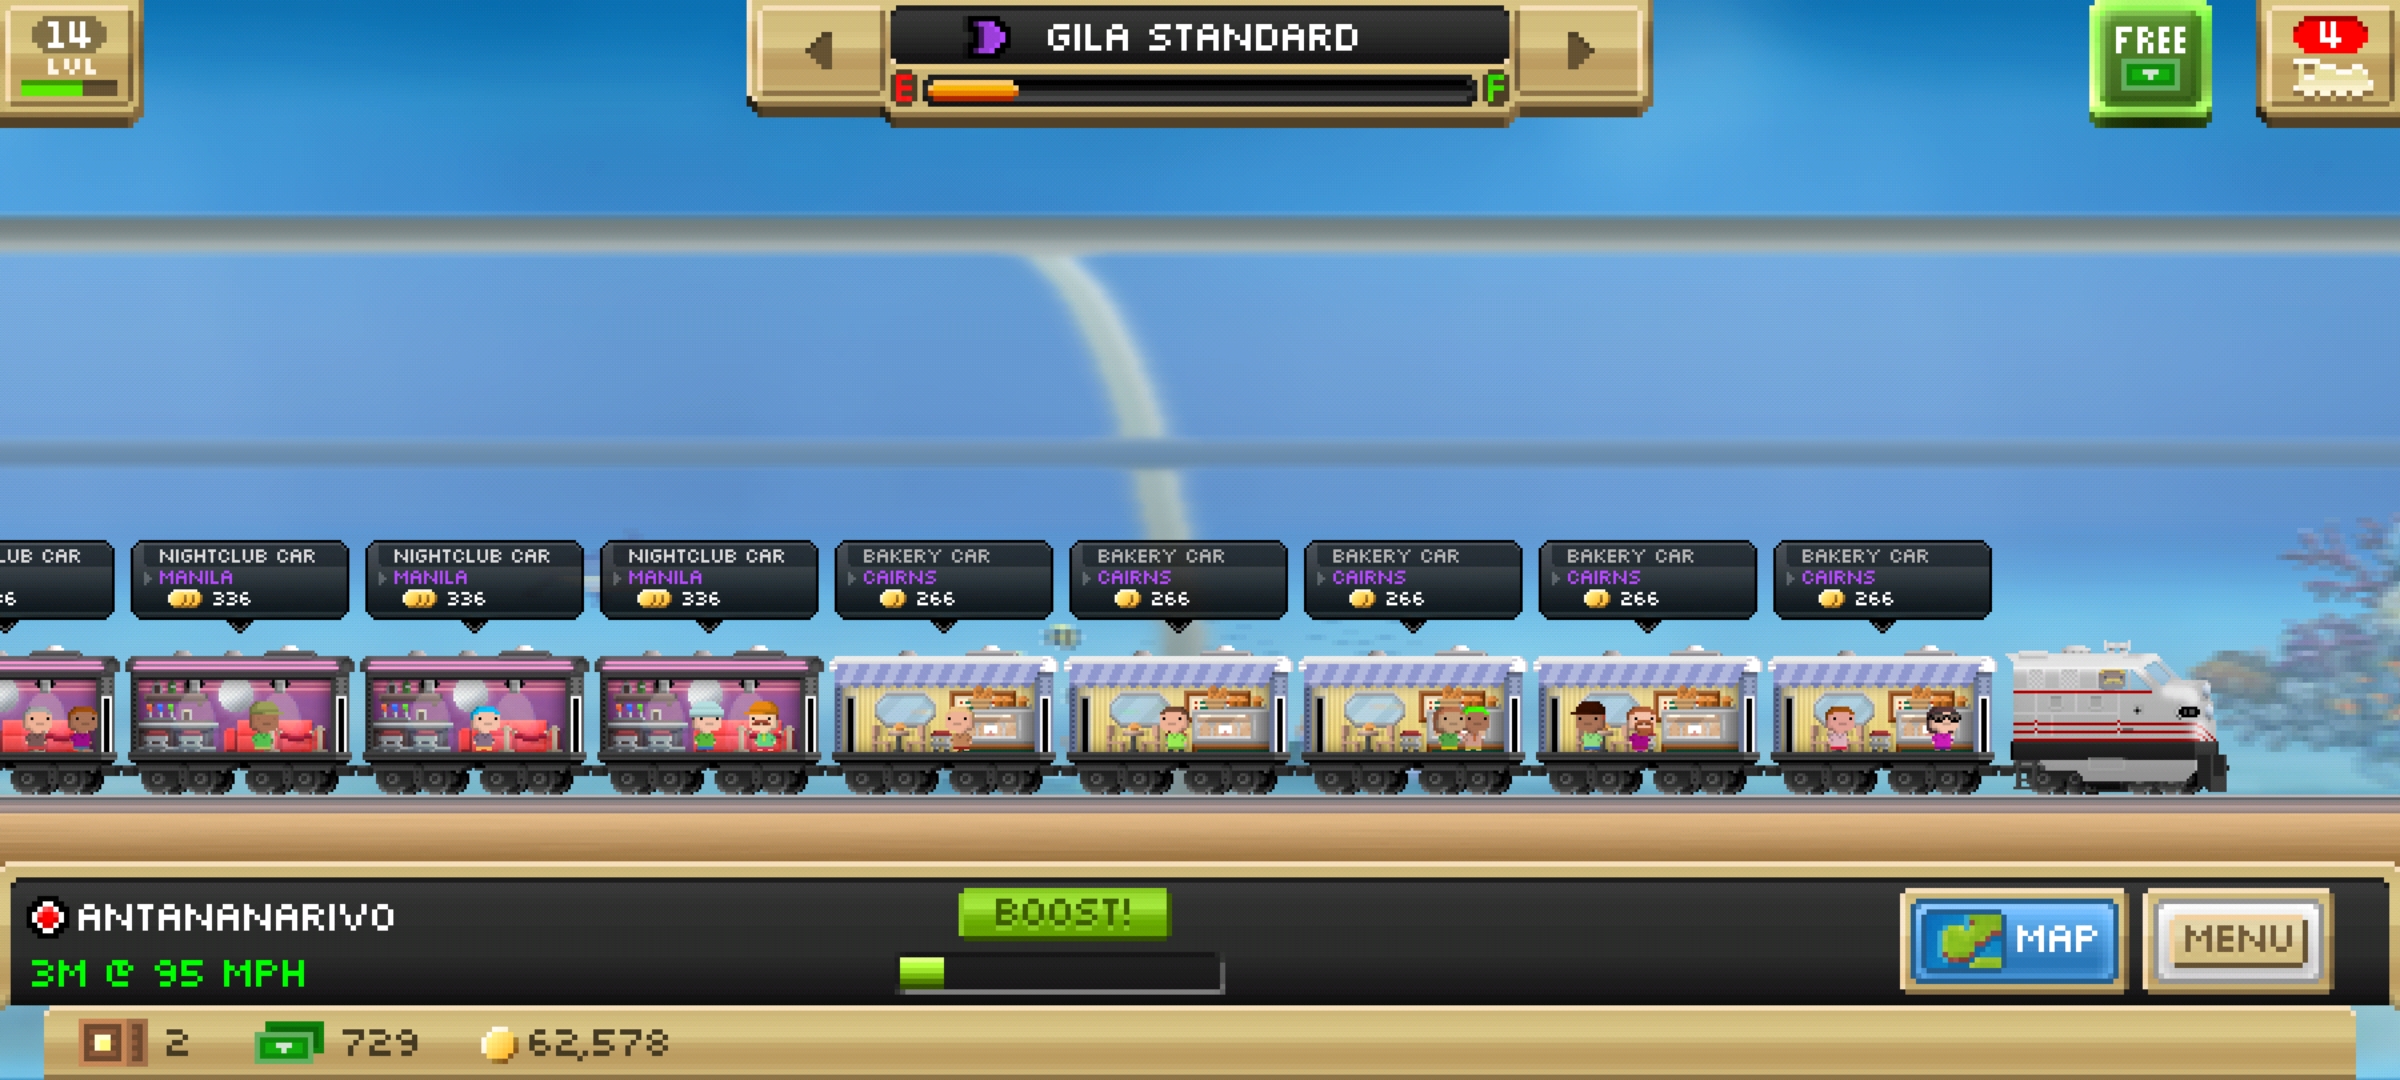 14
LVL
GILA STANDARD
E
F
FREE
4
LUB CAR
NIGHTCLUB CAR
MANILA
336
NIGHTCLUB CAR
MANILA
336
NIGHTCLUB CAR
MANILA
336
BAKERY CAR
CAIRNS
266
BAKERY CAR
CAIRNS
266
BAKERY CAR
CAIRNS
266
BAKERY CAR
CAIRNS
266
BAKERY CAR
CAIRNS
266
ANTANANARIVO
3M @ 95 MPH
BOOST!
MAP
MENU
2
729
62,578